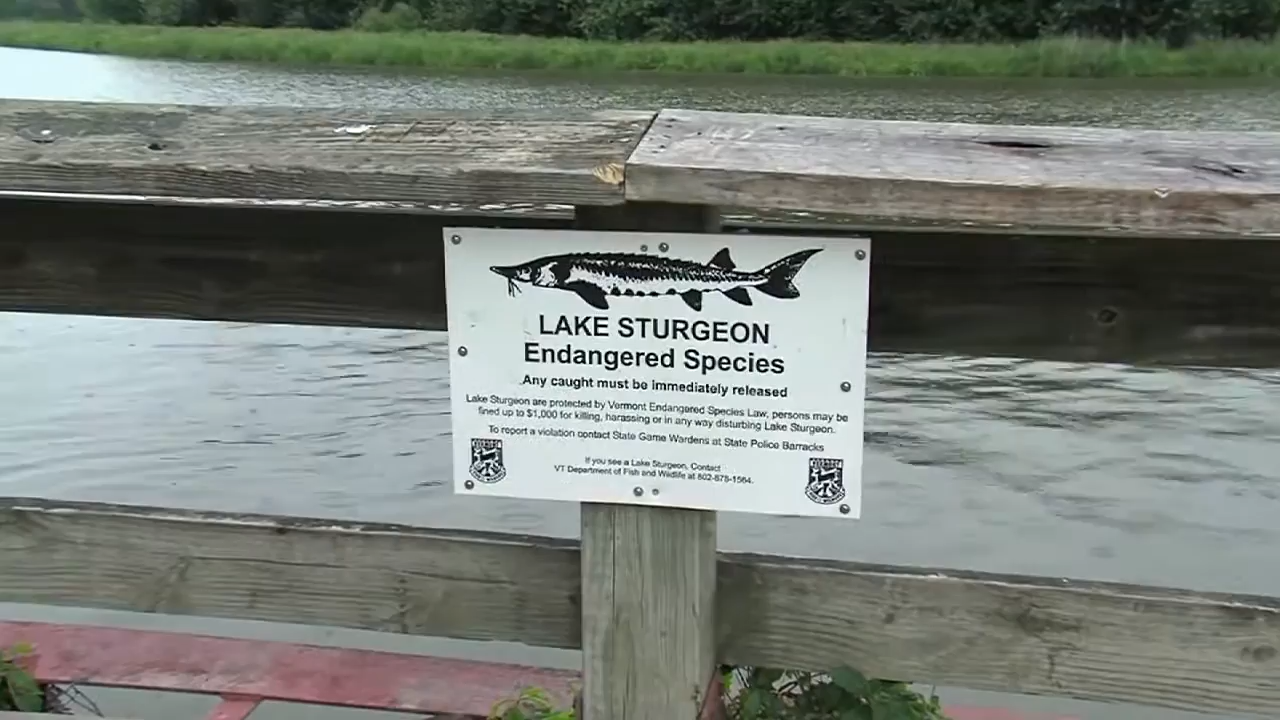 LAKE STURGEON
Endangered Species
Any caught must be immediately released
Lake Sturgeon are protected by Vermont Endangered Species Law, persons may be
fined up to $1,000 for killing, harassing or in any way disturbing Lake Sturgeon.
To report a violation contact State Game Wardens at State Police Barracks
If you see a Lake Sturgeon, Contact
VT Department of Fish and Wildlife at 802-878-1564.